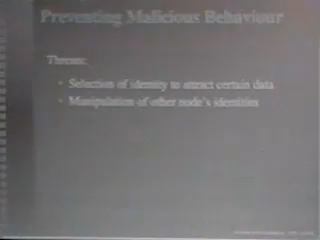 Preventing Malicious Behaviour
Threats:
• Selection of identity to attract certain data
• Manipulation of other node's identities